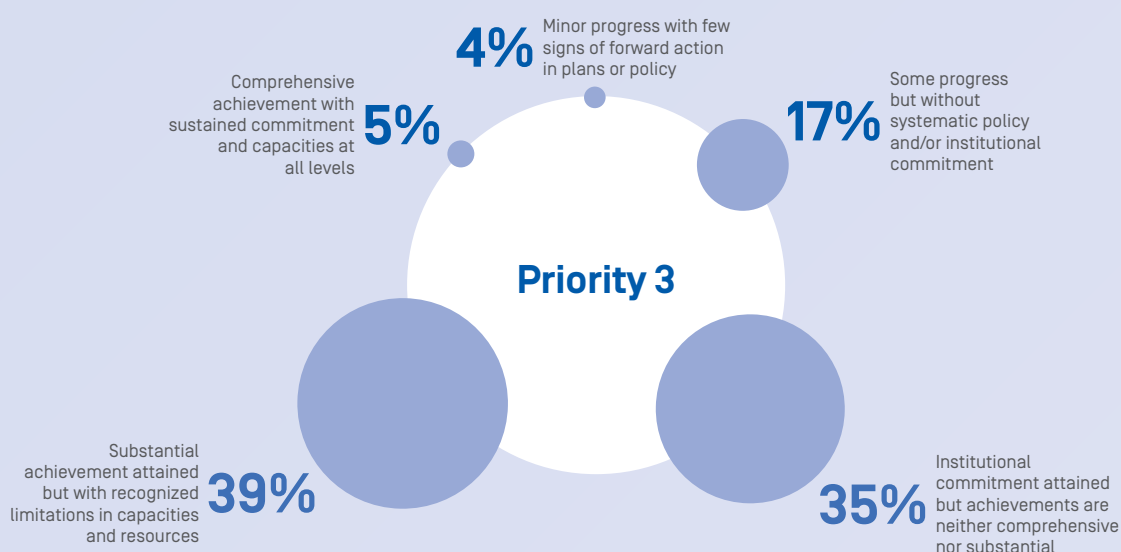 4%
Minor progress with few
signs of forward action
in plans or policy
Comprehensive
achievement with
sustained commitment
and capacities at
all levels
5%
17%
Some progress
but without
systematic policy
and/or institutional
commitment
Priority 3
Substantial
achievement attained
but with recognized
limitations in capacities
and resources
39%
35%
Institutional
commitment attained
but achievements are
neither comprehensive
nor substantial